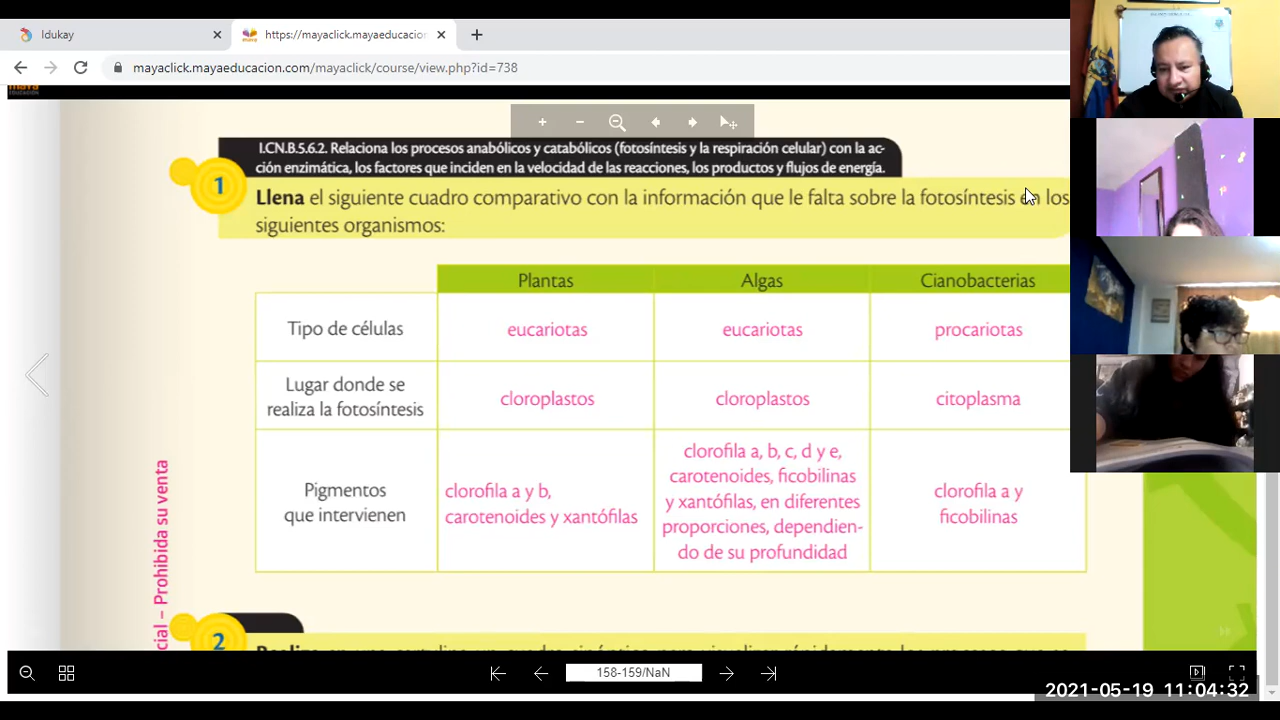 Idukay
https://mayaclick.mayaeducacion
mayaclick.mayaeducacion.com/mayaclick/course/view.php?id=738
I.CN.B.5.6.2. Relaciona los procesos anabólicos y catabólicos (fotosíntesis y la respiración celular) con la ac-
ción enzimática, los factores que inciden en la velocidad de las reacciones, los productos y flujos de energía.
1
Llena el siguiente cuadro comparativo con la información que le falta sobre la fotosíntesis en los
siguientes organismos:
Plantas Algas Cianobacterias
Tipo de células eucariotas eucariotas procariotas
Lugar donde se
realiza la fotosíntesis
cloroplastos cloroplastos citoplasma
Pigmentos
que intervienen
clorofila a y b,
carotenoides y xantófilas
clorofila a, b, c, d y e,
carotenoides, ficobilinas
y xantófilas, en diferentes
proporciones, dependien-
do de su profundidad
clorofila a y
ficobilinas
cial – Prohibida su venta
2
158-159/NaN
2021-05-19 11:04:32